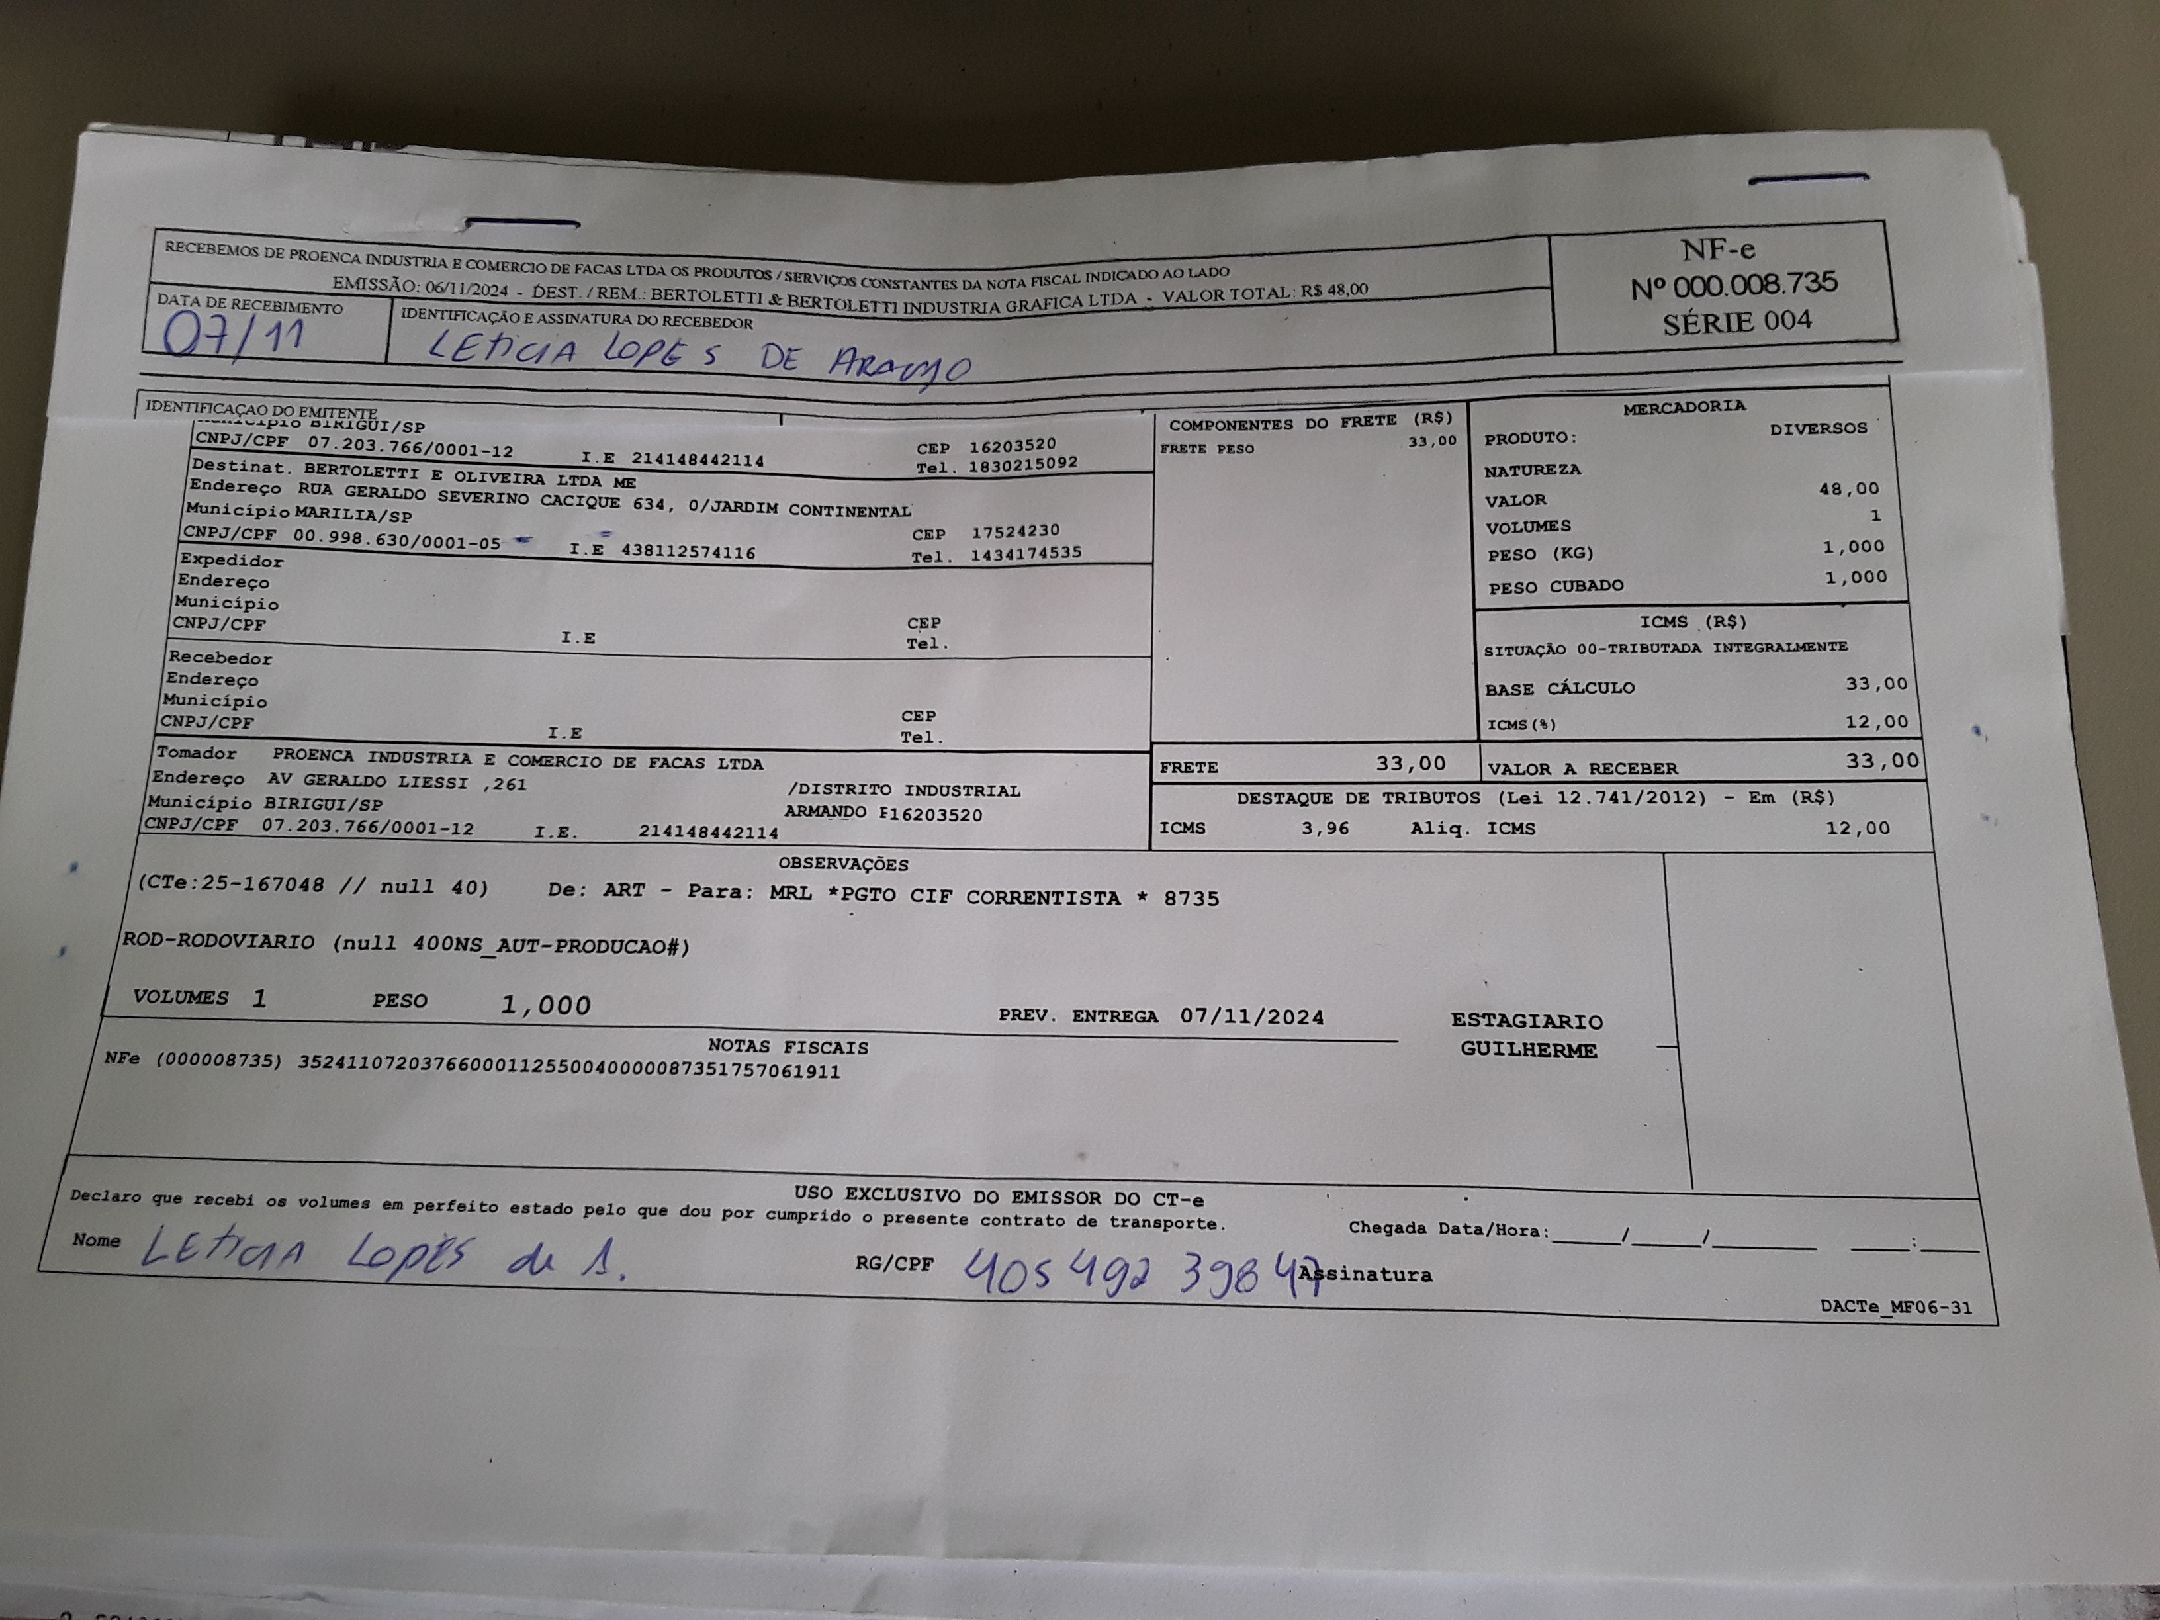 RECEBEMOS DE PROENCA INDUSTRIA E COMERCIO DE FACAS LTDA OS PRODUTOS / SERVIÇOS CONSTANTES DA NOTA FISCAL INDICADO AO LADO
EMISSÃO: 06/11/2024 - DEST. / REM.: BERTOLETTI & BERTOLETTI INDUSTRIA GRAFICA LTDA - VALOR TOTAL: R$ 48,00
NF-e
Nº 000.008.735
SÉRIE 004
DATA DE RECEBIMENTO
07/11
IDENTIFICAÇÃO E ASSINATURA DO RECEBEDOR
LETICIA LOPES DE ARAUJO
IDENTIFICAÇAO DO EMITENTE
Município BIRIGUI/SP
CNPJ/CPF 07.203.766/0001-12 I.E 214148442114 CEP 16203520
Tel. 1830215092
Destinat. BERTOLETTI E OLIVEIRA LTDA ME
Endereço RUA GERALDO SEVERINO CACIQUE 634, 0/JARDIM CONTINENTAL
Município MARILIA/SP CEP 17524230
CNPJ/CPF 00.998.630/0001-05 I.E 438112574116 Tel. 1434174535
Expedidor
Endereço
Município CEP
CNPJ/CPF I.E Tel.
Recebedor
Endereço
Município CEP
CNPJ/CPF I.E Tel.
Tomador PROENCA INDUSTRIA E COMERCIO DE FACAS LTDA
Endereço AV GERALDO LIESSI ,261 /DISTRITO INDUSTRIAL
Município BIRIGUI/SP ARMANDO F16203520
CNPJ/CPF 07.203.766/0001-12 I.E. 214148442114
COMPONENTES DO FRETE (R$)
FRETE PESO 33,00
MERCADORIA
PRODUTO: DIVERSOS
NATUREZA
VALOR 48,00
VOLUMES 1
PESO (KG) 1,000
PESO CUBADO 1,000
ICMS (R$)
SITUAÇÃO 00-TRIBUTADA INTEGRALMENTE
BASE CÁLCULO 33,00
ICMS(%) 12,00
FRETE 33,00 VALOR A RECEBER 33,00
DESTAQUE DE TRIBUTOS (Lei 12.741/2012) - Em (R$)
ICMS 3,96 Aliq. ICMS 12,00
OBSERVAÇÕES
(CTe:25-167048 // null 40) De: ART - Para: MRL *PGTO CIF CORRENTISTA * 8735
ROD-RODOVIARIO (null 400NS_AUT-PRODUCAO#)
VOLUMES 1 PESO 1,000 PREV. ENTREGA 07/11/2024
ESTAGIARIO
GUILHERME
NOTAS FISCAIS
NFe (000008735) 35241107203766000112550040000087351757061911
USO EXCLUSIVO DO EMISSOR DO CT-e
Declaro que recebi os volumes em perfeito estado pelo que dou por cumprido o presente contrato de transporte.
Chegada Data/Hora:____/____/______ ___:___
Nome LETICIA LOPES de A. RG/CPF 405 492 398 47 Assinatura
DACTe_MF06-31